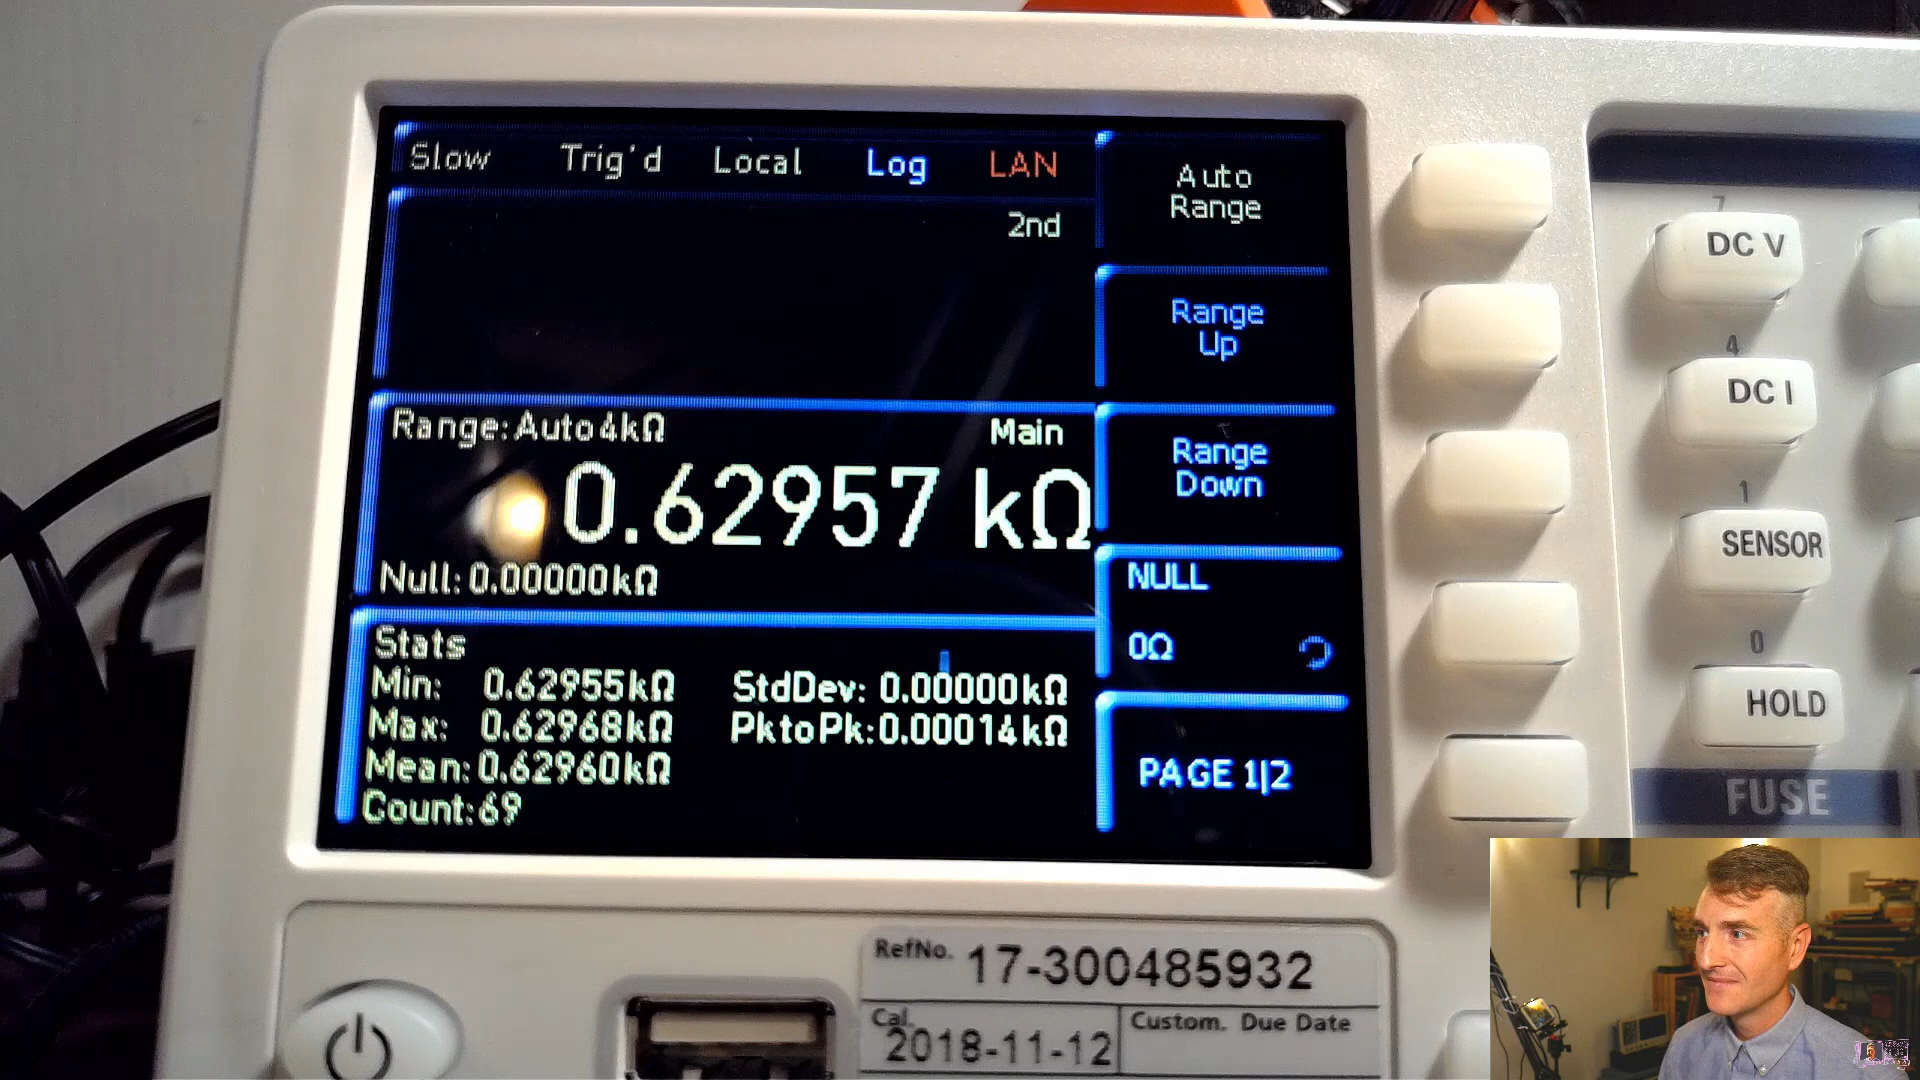 Slow Trig'd Local Log LAN
2nd
Range:Auto4kΩ Main
0.62957 kΩ
Null: 0.00000kΩ
Stats
Min: 0.62955kΩ StdDev: 0.00000kΩ
Max: 0.62968kΩ PktoPk:0.00014kΩ
Mean:0.62960kΩ
Count:69
Auto
Range
Range
Up
Range
Down
NULL
0Ω
PAGE 1|2
7
DC V
4
DC I
1
SENSOR
0
HOLD
FUSE
RefNo. 17-300485932
Cal. 2018-11-12
Custom. Due Date